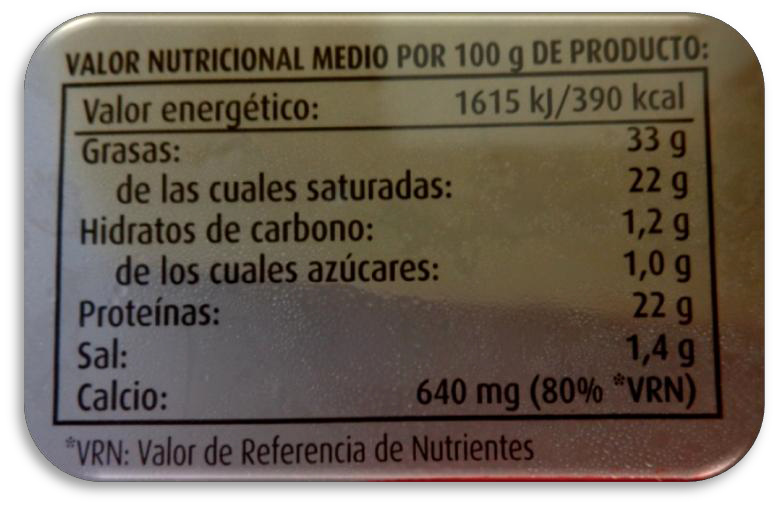 VALOR NUTRICIONAL MEDIO POR 100 g DE PRODUCTO:
Valor energético: 1615 kJ/390 kcal
Grasas: 33 g
de las cuales saturadas: 22 g
Hidratos de carbono: 1,2 g
de los cuales azúcares: 1,0 g
Proteínas: 22 g
Sal: 1,4 g
Calcio: 640 mg (80% *VRN)
*VRN: Valor de Referencia de Nutrientes